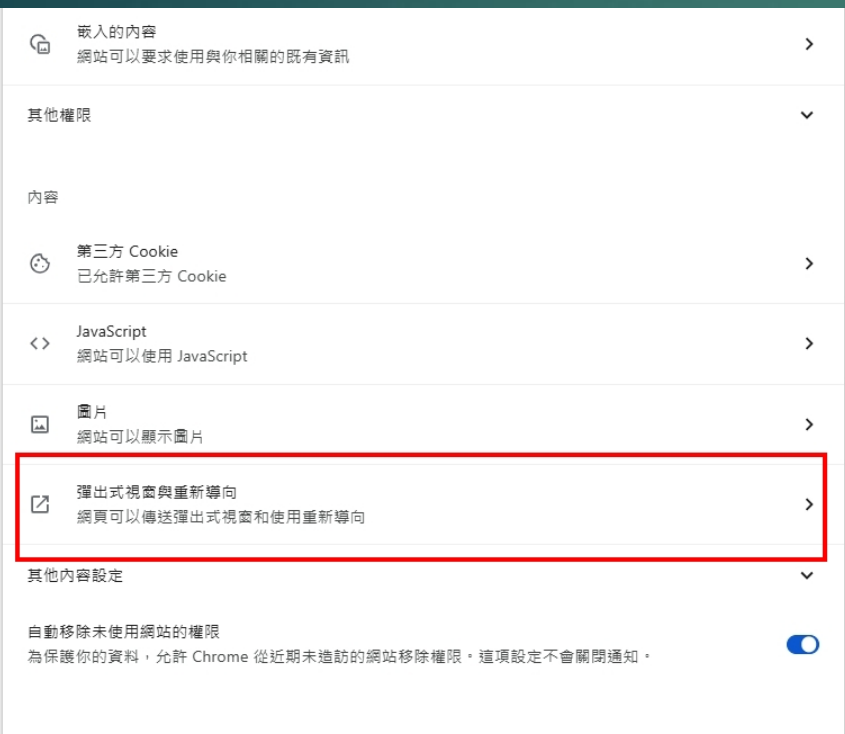 嵌入的內容
網站可以要求使用與你相關的既有資訊
其他權限
內容
第三方 Cookie
已允許第三方 Cookie
JavaScript
網站可以使用 JavaScript
圖片
網站可以顯示圖片
彈出式視窗與重新導向
網頁可以傳送彈出式視窗和使用重新導向
其他內容設定
自動移除未使用網站的權限
為保護你的資料，允許 Chrome 從近期未造訪的網站移除權限。這項設定不會關閉通知。